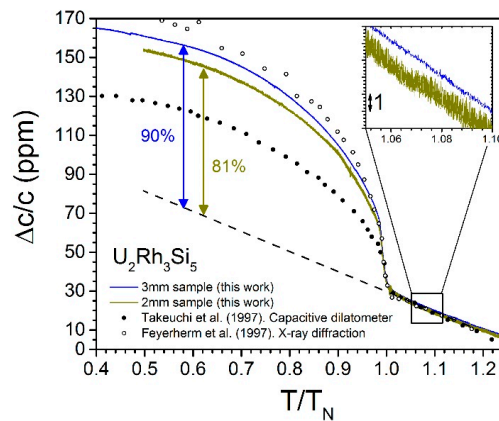 170
150
130
110
90
70
50
30
10
0
Δc/c (ppm)
1
1.06 1.08 1.10
90%
81%
U2Rh3Si5
3mm sample (this work)
2mm sample (this work)
Takeuchi et al. (1997). Capacitive dilatometer
Feyerherm et al. (1997). X-ray diffraction
0.4 0.5 0.6 0.7 0.8 0.9 1.0 1.1 1.2
T/TN